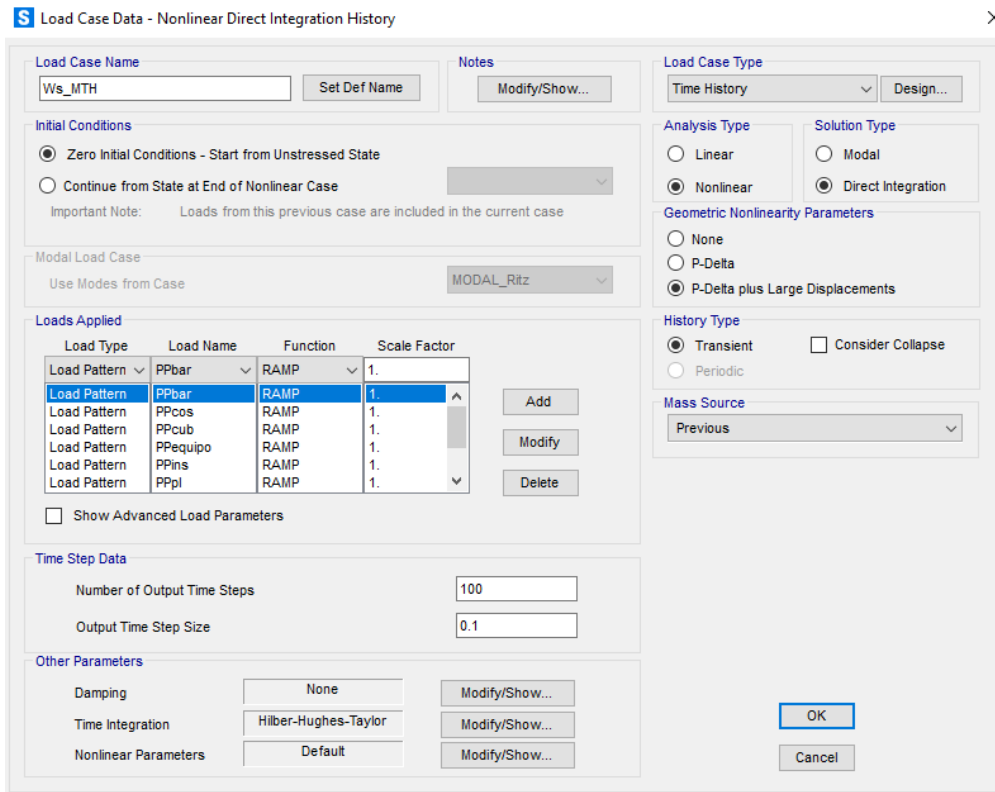 S Load Case Data - Nonlinear Direct Integration History
Load Case Name
Ws_MTH
Set Def Name
Notes
Modify/Show...
Load Case Type
Time History
Design...
Initial Conditions
Zero Initial Conditions - Start from Unstressed State
Continue from State at End of Nonlinear Case
Important Note: Loads from this previous case are included in the current case
Analysis Type
Linear
Nonlinear
Solution Type
Modal
Direct Integration
Geometric Nonlinearity Parameters
None
P-Delta
P-Delta plus Large Displacements
Modal Load Case
Use Modes from Case
MODAL_Ritz
Loads Applied
Load Type Load Name Function Scale Factor
Load Pattern PPbar RAMP 1.
Load Pattern PPbar RAMP 1.
Load Pattern PPcos RAMP 1.
Load Pattern PPcub RAMP 1.
Load Pattern PPequipo RAMP 1.
Load Pattern PPins RAMP 1.
Load Pattern PPpl RAMP 1.
Add
Modify
Delete
Show Advanced Load Parameters
History Type
Transient
Consider Collapse
Periodic
Mass Source
Previous
Time Step Data
Number of Output Time Steps 100
Output Time Step Size 0.1
Other Parameters
Damping None Modify/Show...
Time Integration Hilber-Hughes-Taylor Modify/Show...
Nonlinear Parameters Default Modify/Show...
OK
Cancel